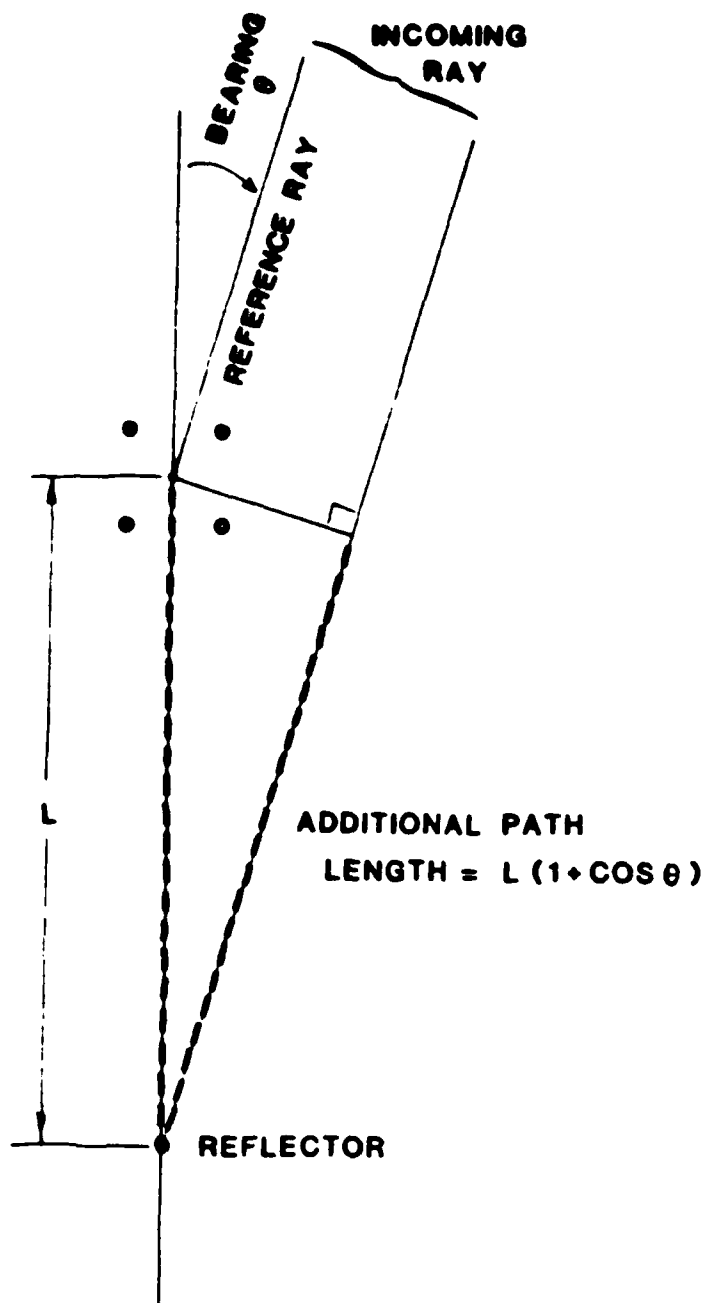 INCOMING
RAY
BEARING
θ
REFERENCE RAY
L
ADDITIONAL PATH
LENGTH = L (1+COS θ)
REFLECTOR